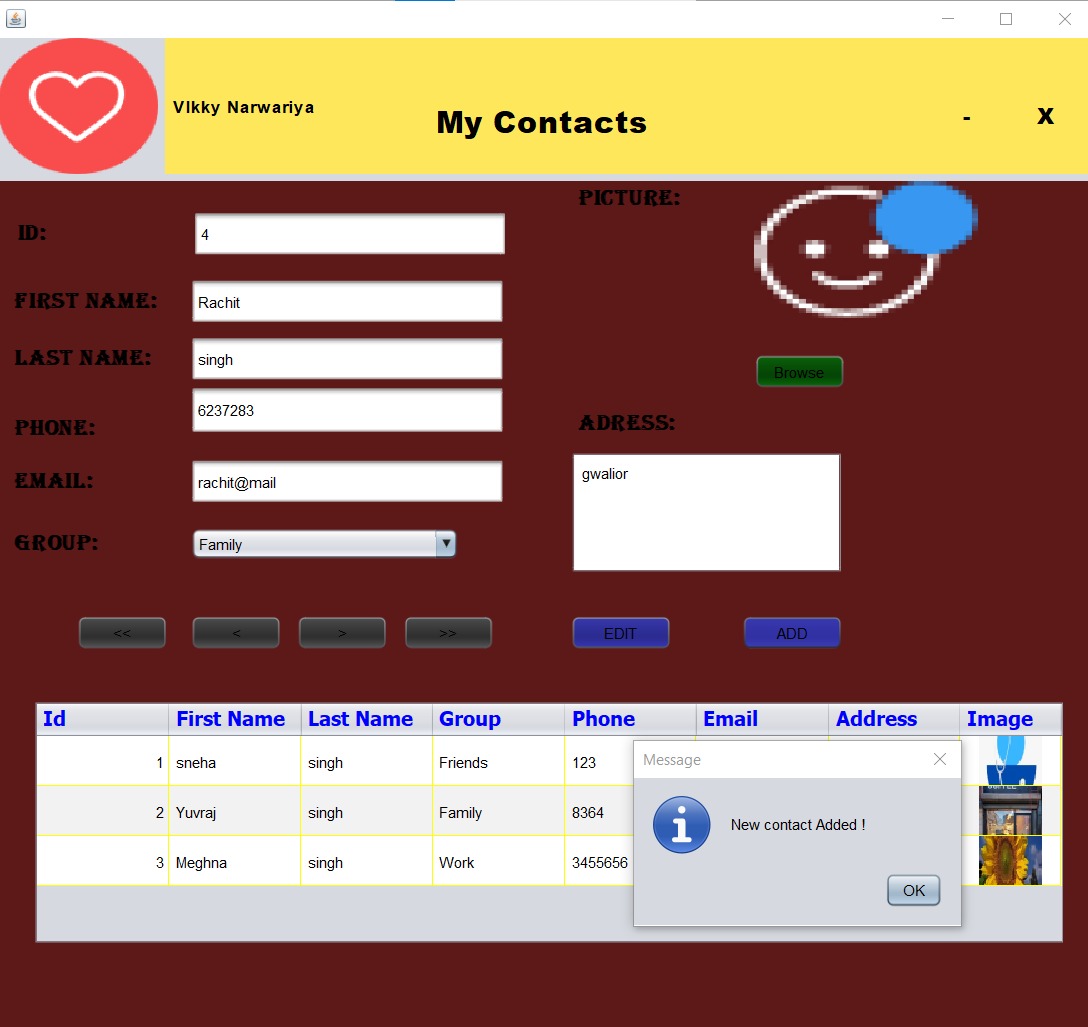 VIkky Narwariya
My Contacts
-
X
ID:
4
PICTURE:
FIRST NAME:
Rachit
LAST NAME:
singh
Browse
PHONE:
6237283
ADRESS:
EMAIL:
rachit@mail
gwalior
GROUP:
Family
<< < > >> EDIT ADD
Id First Name Last Name Group Phone Email Address Image
1 sneha singh Friends 123
2 Yuvraj singh Family 8364
3 Meghna singh Work 3455656
Message
New contact Added !
OK